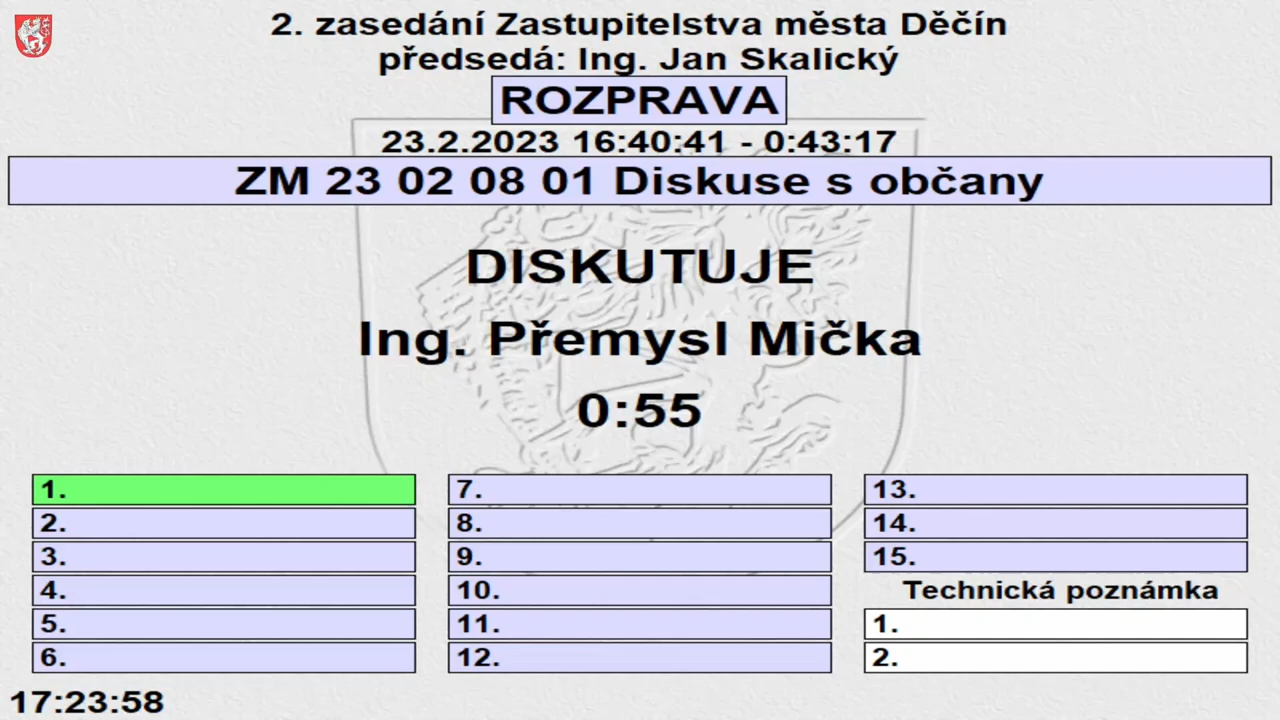 2. zasedání Zastupitelstva města Děčín
předsedá: Ing. Jan Skalický
ROZPRAVA
23.2.2023 16:40:41 - 0:43:17
ZM 23 02 08 01 Diskuse s občany
DISKUTUJE
Ing. Přemysl Mička
0:55
1.
2.
3.
4.
5.
6.
7.
8.
9.
10.
11.
12.
13.
14.
15.
Technická poznámka
1.
2.
17:23:58